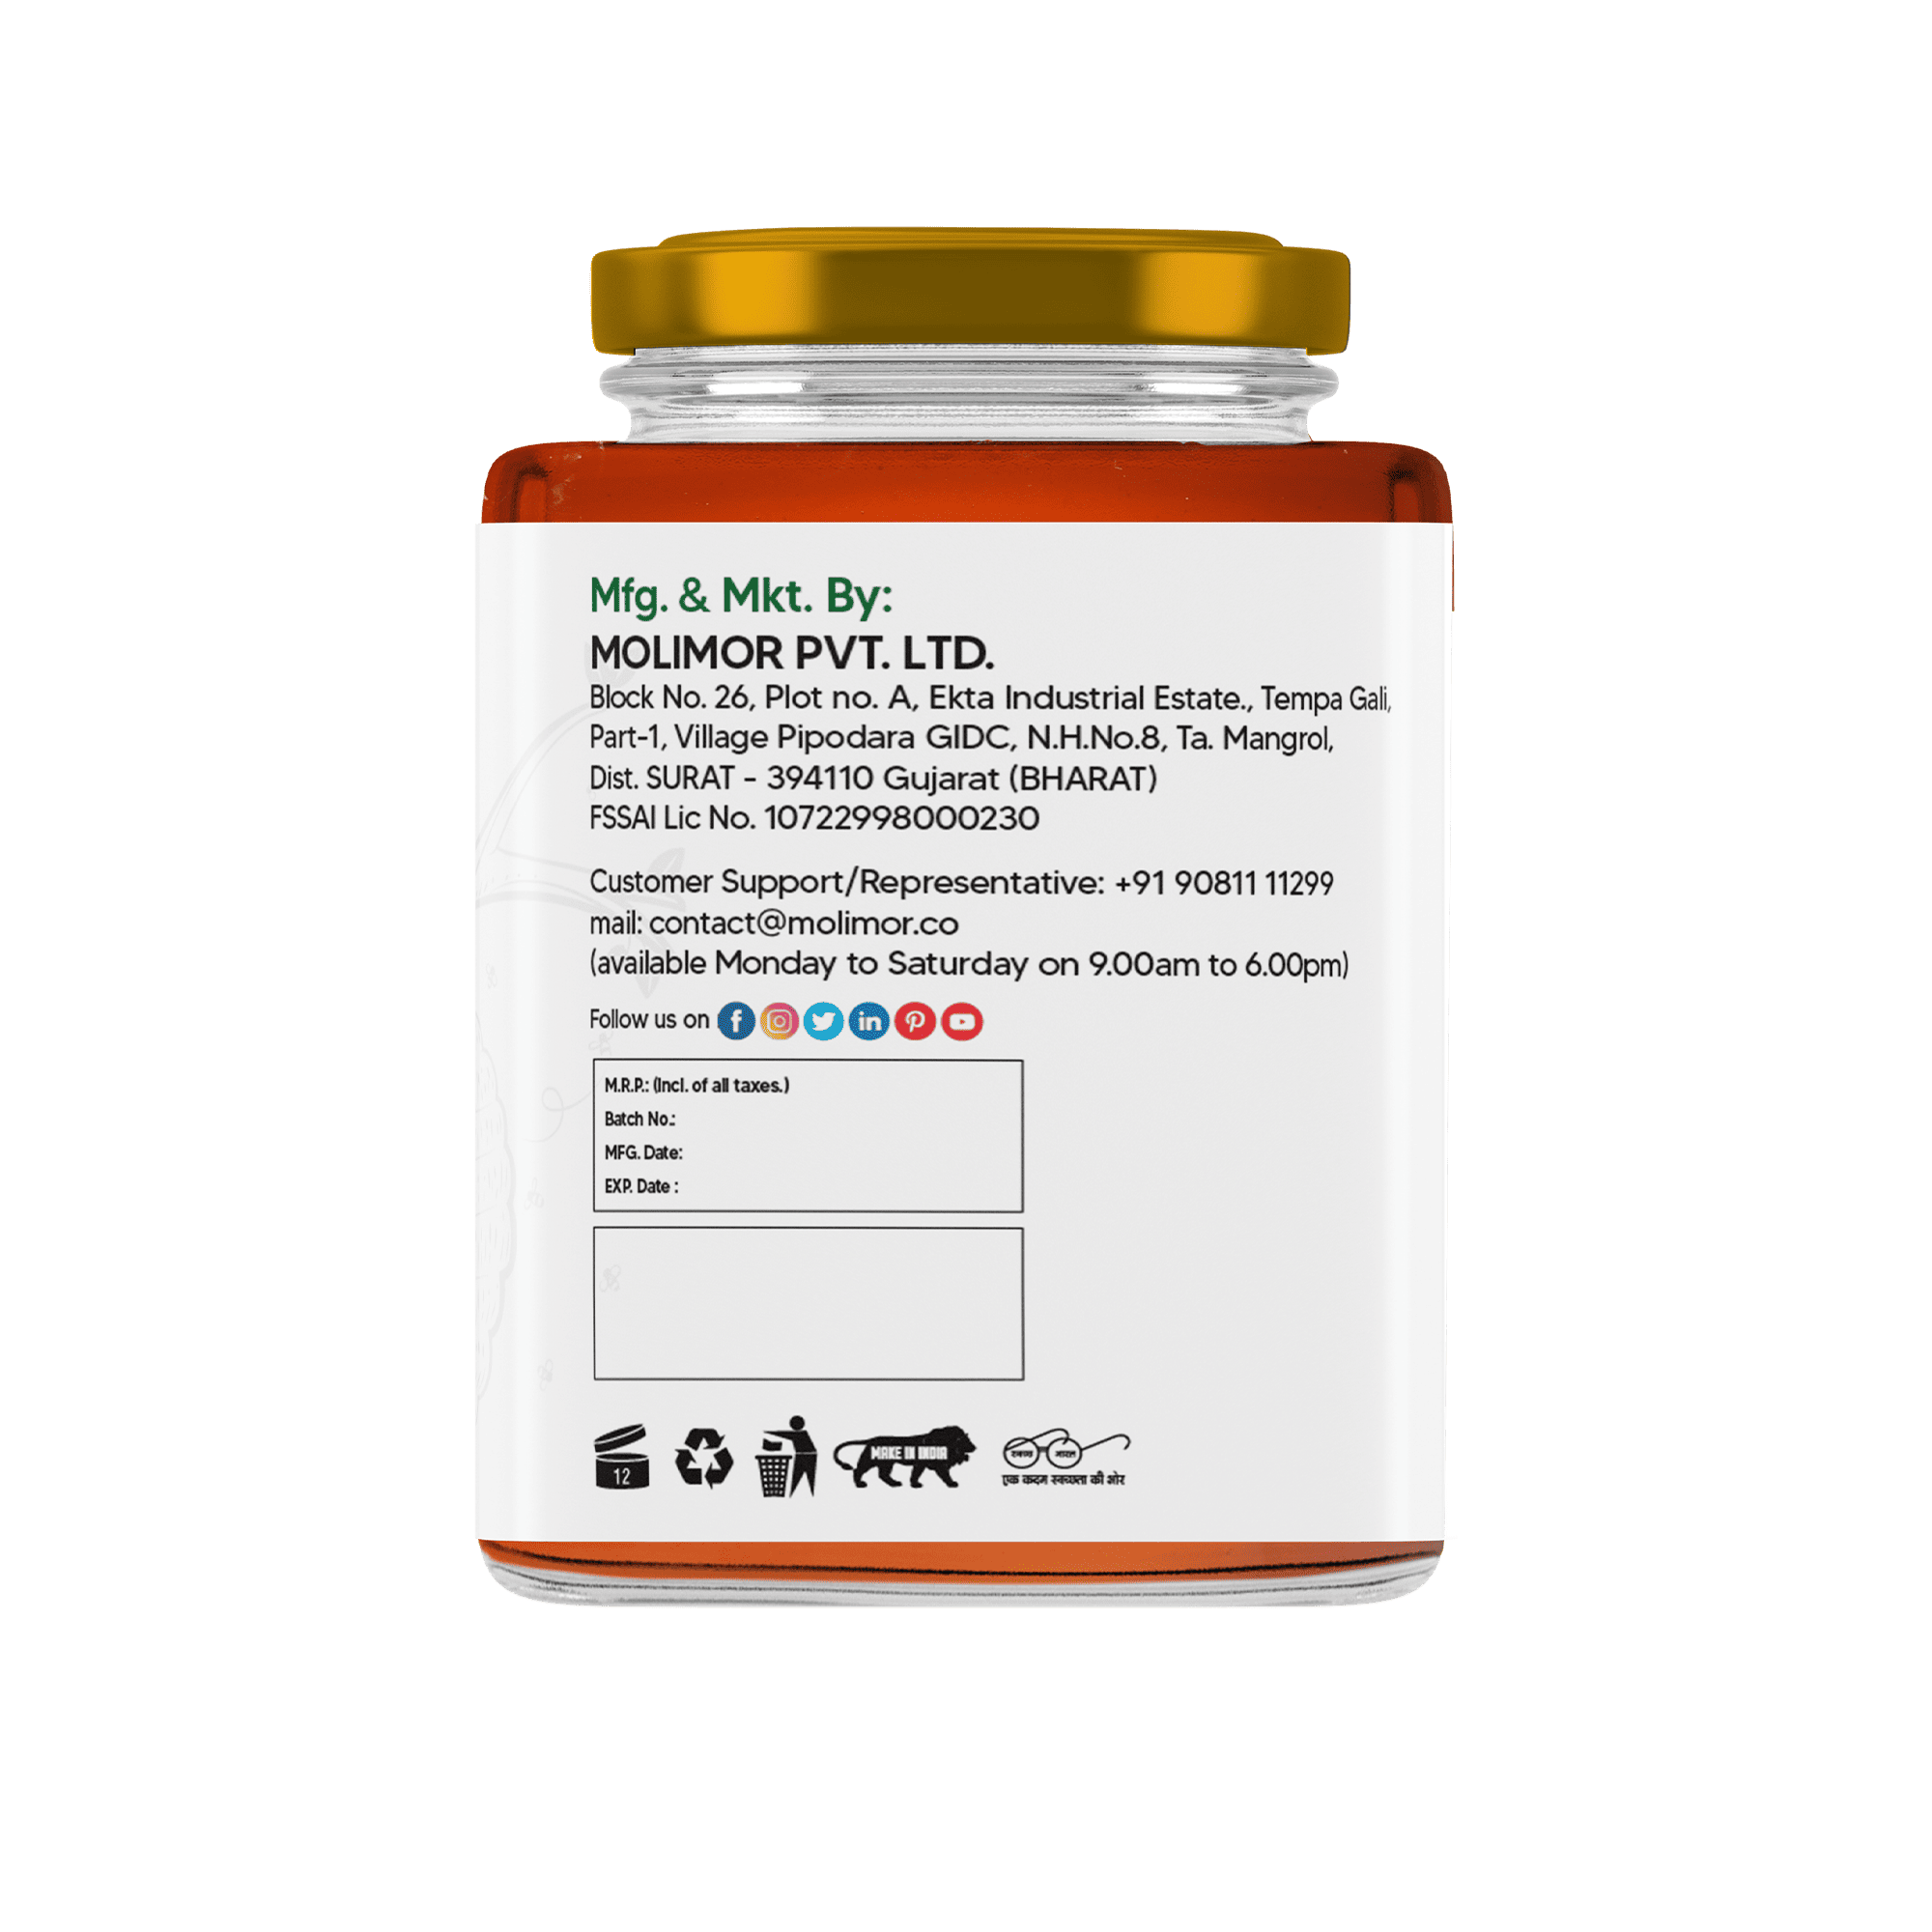 Mfg. & Mkt. By:
MOLIMOR PVT. LTD.
Block No. 26, Plot no. A, Ekta Industrial Estate., Tempa Gali,
Part-1, Village Pipodara GIDC, N.H.No.8, Ta. Mangrol,
Dist. SURAT - 394110 Gujarat (BHARAT)
FSSAI Lic No. 10722998000230
Customer Support/Representative: +91 90811 11299
mail: contact@molimor.co
(available Monday to Saturday on 9.00am to 6.00pm)
Follow us on
M.R.P.: (Incl. of all taxes.)
Batch No.:
MFG. Date:
EXP. Date :
12
MAKE IN INDIA
स्वच्छ भारत
एक कदम स्वच्छता की ओर